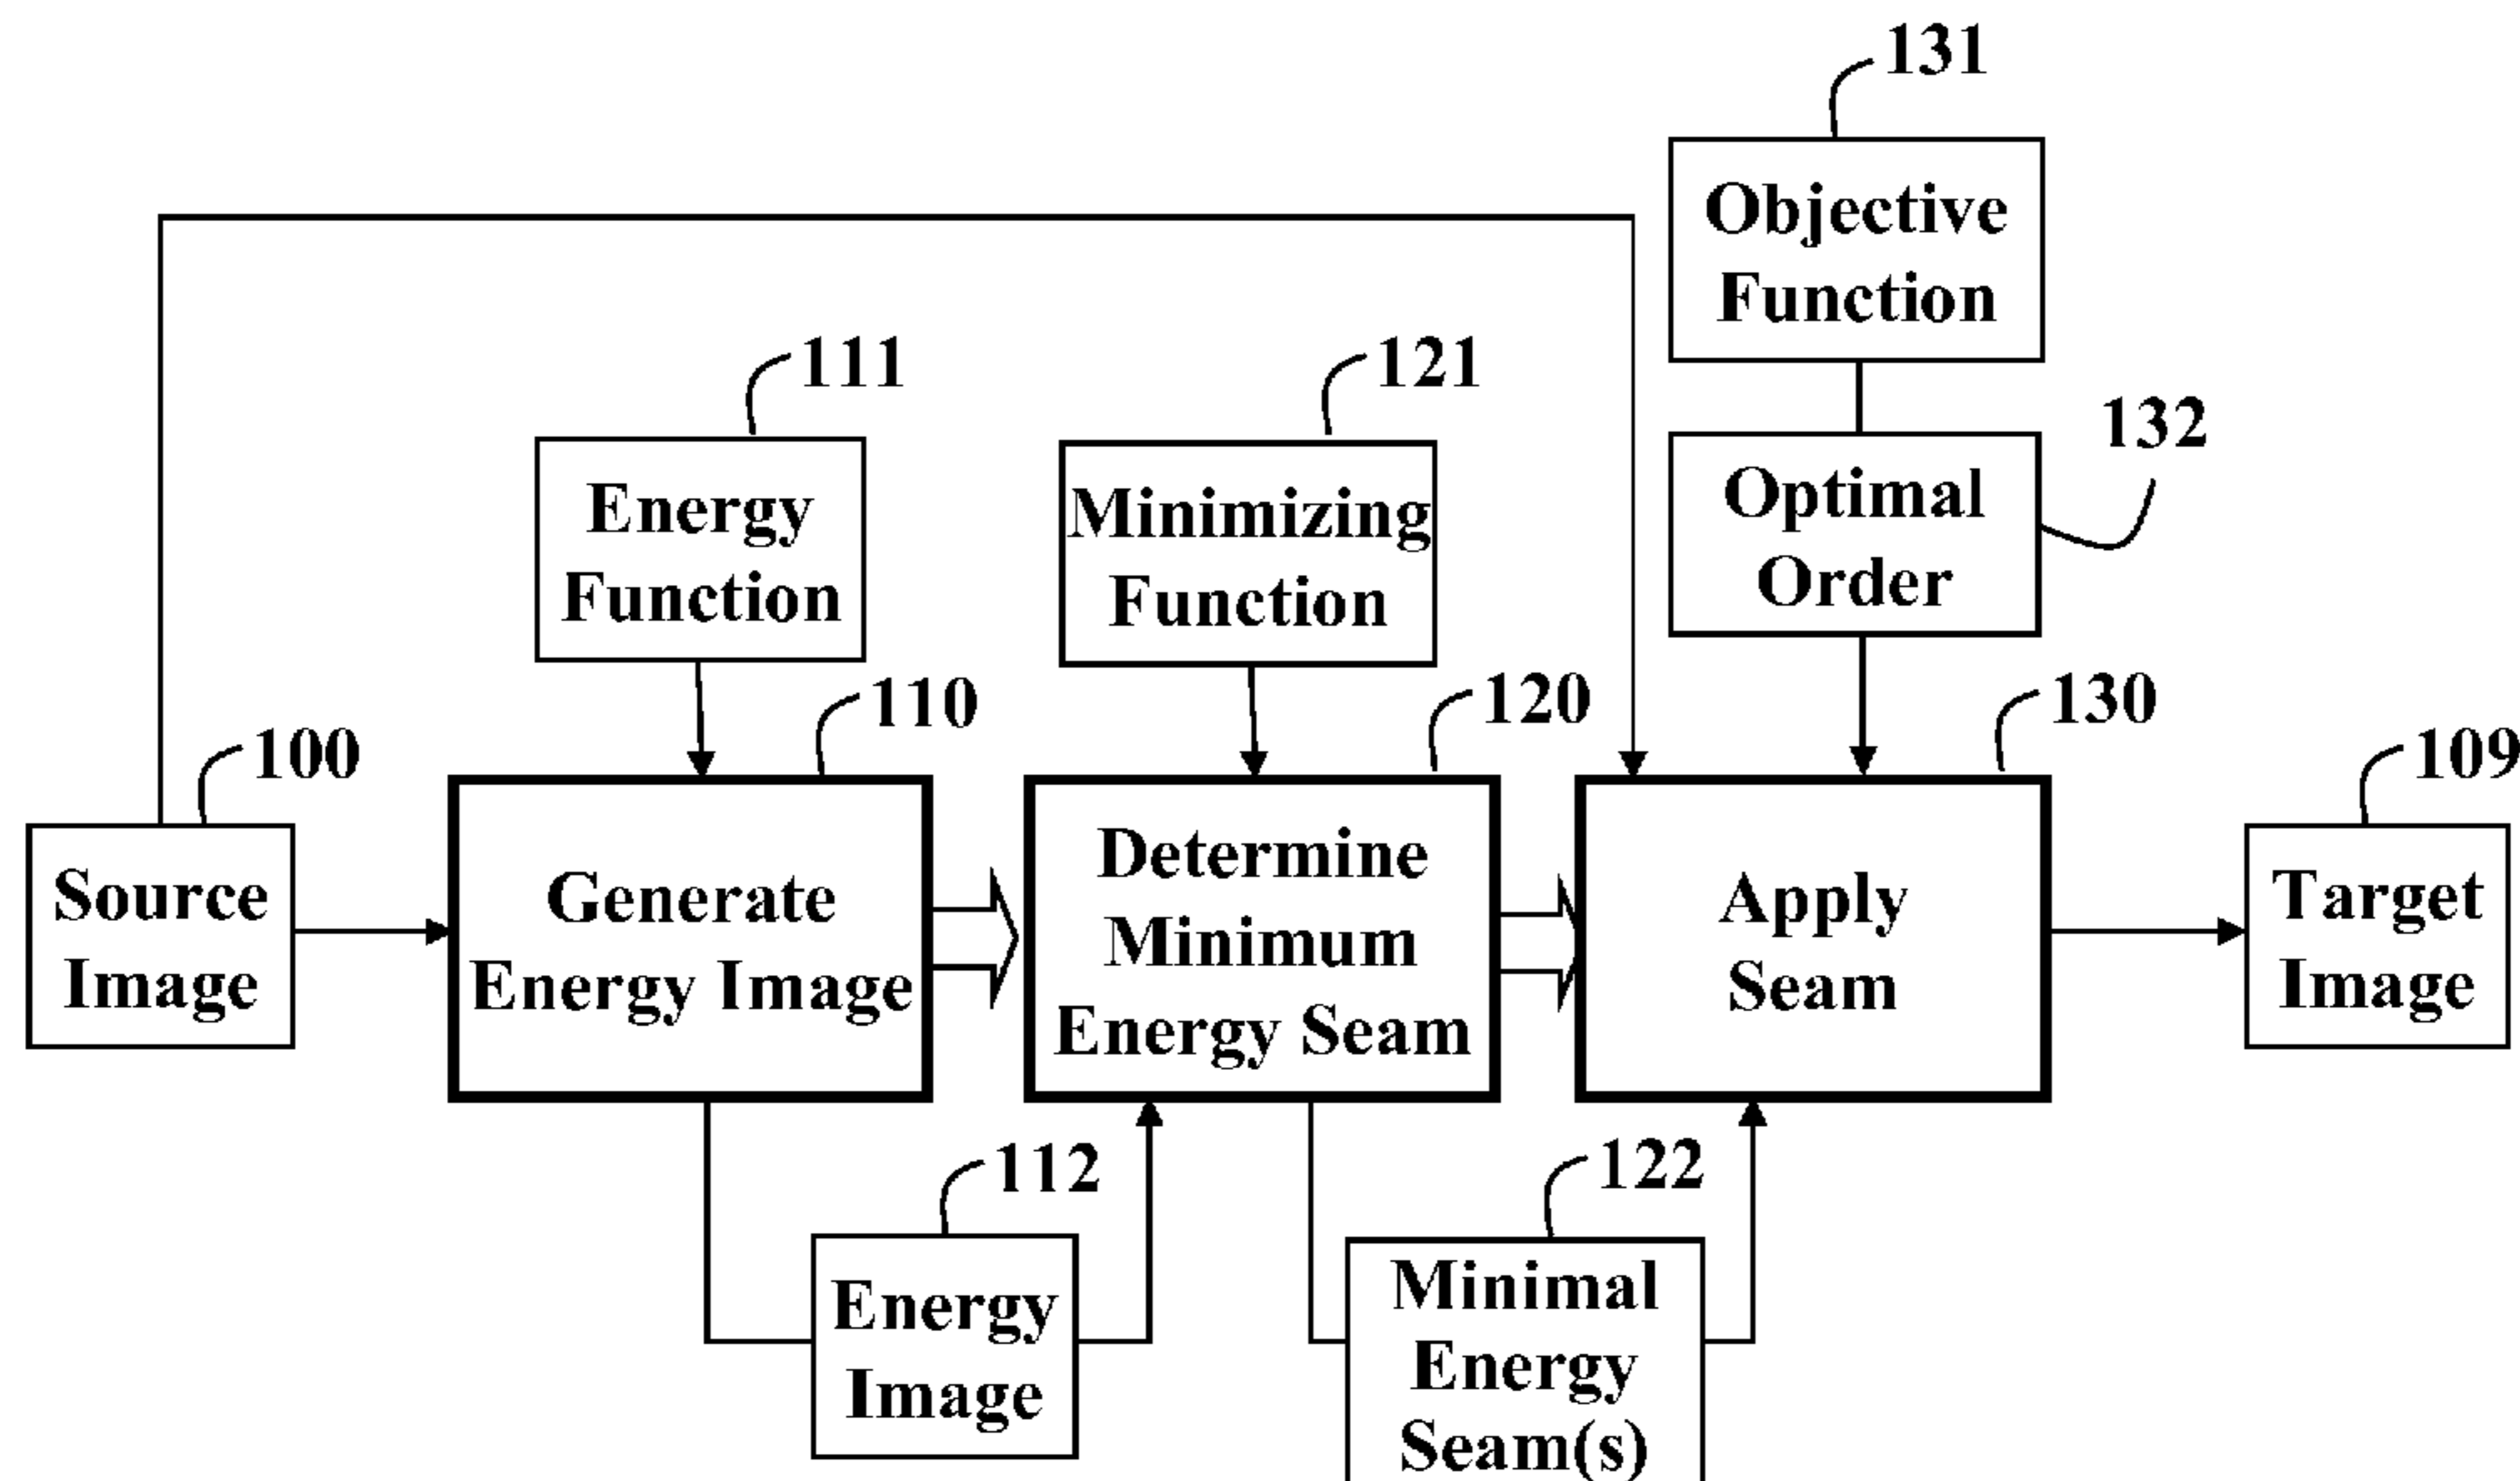 131
Objective
Function
111
121
132
Energy
Function
Minimizing
Function
Optimal
Order
110
120
130
100
109
Source
Image
Generate
Energy Image
Determine
Minimum
Energy Seam
Apply
Seam
Target
Image
112
122
Energy
Image
Minimal
Energy
Seam(s)